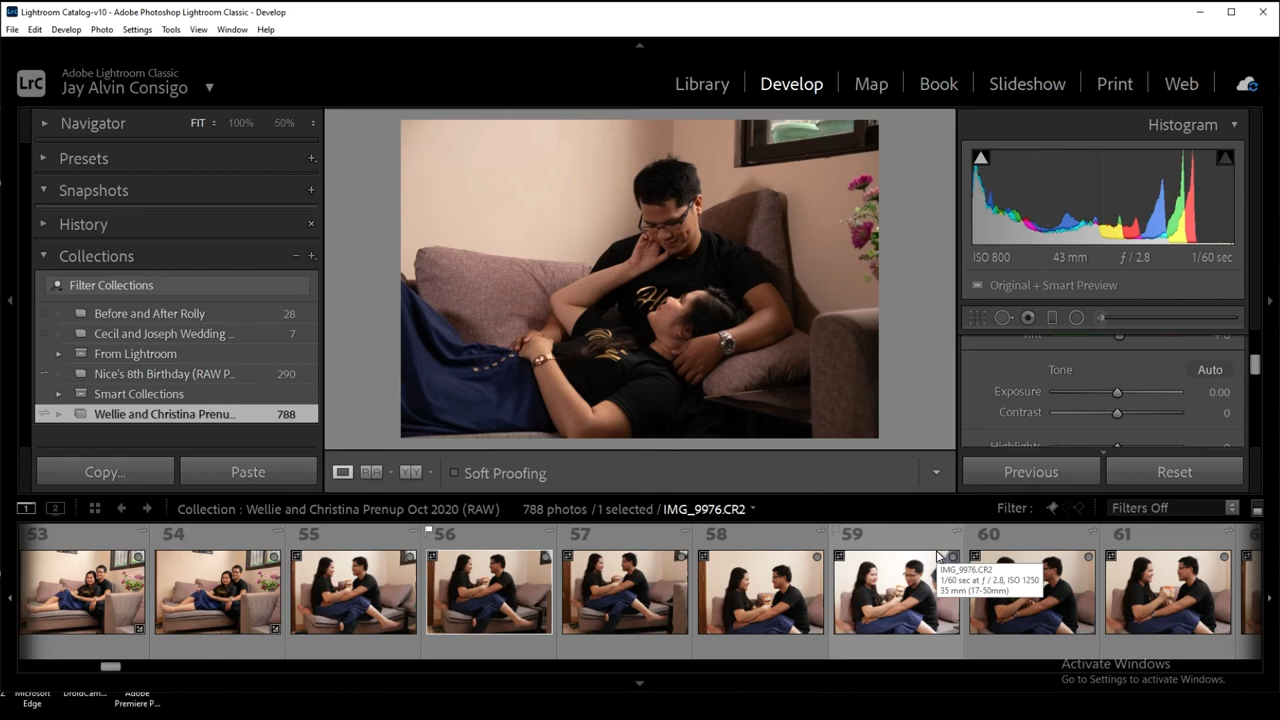 Lightroom Catalog-v10 - Adobe Photoshop Lightroom Classic - Develop
File Edit Develop Photo Settings Tools View Window Help
LrC
Adobe Lightroom Classic
Jay Alvin Consigo
Library Develop Map Book Slideshow Print Web
Navigator FIT 100% 50%
Presets
Snapshots
History
Collections
Filter Collections
Before and After Rolly 28
Cecil and Joseph Wedding ... 7
From Lightroom
Nice's 8th Birthday (RAW P... 290
Smart Collections
Wellie and Christina Prenu... 788
Copy... Paste
Soft Proofing
Histogram
ISO 800 43 mm ƒ / 2.8 1/60 sec
Original + Smart Preview
Tone Auto
Exposure 0.00
Contrast 0
Highlights
Previous Reset
1 2 Collection : Wellie and Christina Prenup Oct 2020 (RAW) 788 photos / 1 selected / IMG_9976.CR2 Filter : Filters Off
53 54 55 56 57 58 59 60 61
IMG_9976.CR2
1/60 sec at ƒ / 2.8, ISO 1250
35 mm (17-50mm)
Activate Windows
Go to Settings to activate Windows.
Microsoft
Edge
DroidCam...
Adobe
Premiere P...